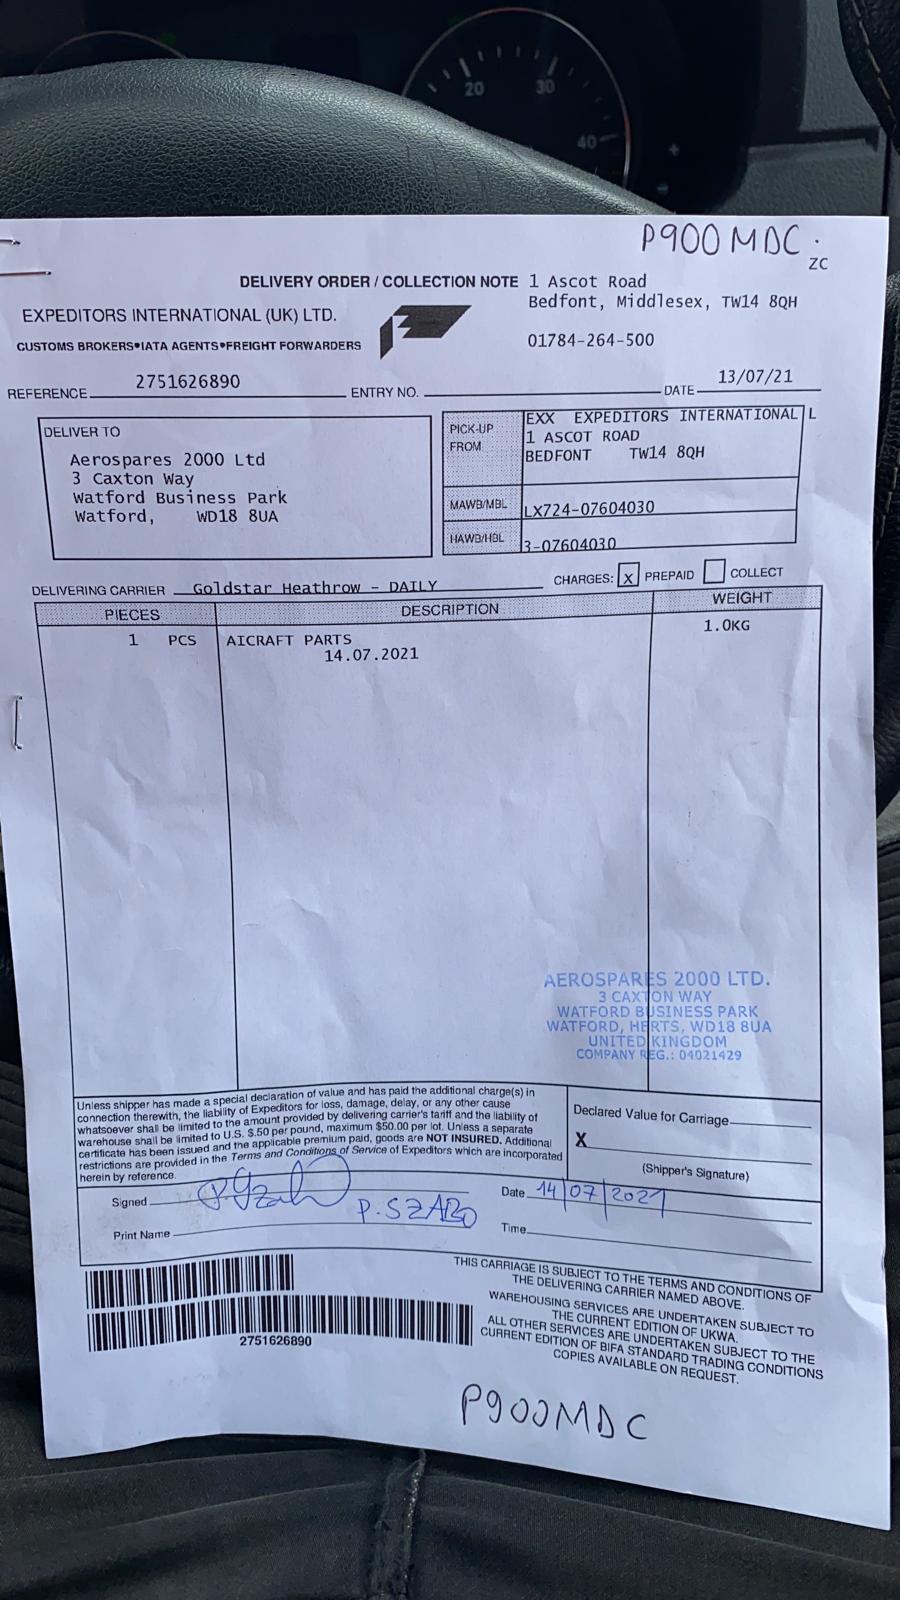 20
30
40
P900MDC.
ZC
DELIVERY ORDER / COLLECTION NOTE 1 Ascot Road
Bedfont, Middlesex, TW14 8QH
EXPEDITORS INTERNATIONAL (UK) LTD.
01784-264-500
CUSTOMS BROKERS•IATA AGENTS•FREIGHT FORWARDERS
REFERENCE 2751626890 ENTRY NO. DATE 13/07/21
DELIVER TO
Aerospares 2000 Ltd
3 Caxton Way
Watford Business Park
Watford, WD18 8UA
PICK-UP FROM
EXX EXPEDITORS INTERNATIONAL L
1 ASCOT ROAD
BEDFONT TW14 8QH
MAWB/MBL LX724-07604030
HAWB/HBL 3-07604030
DELIVERING CARRIER Goldstar Heathrow - DAILY CHARGES: X PREPAID COLLECT
PIECES DESCRIPTION WEIGHT
1 PCS AICRAFT PARTS 1.0KG
14.07.2021
AEROSPARES 2000 LTD.
3 CAXTON WAY
WATFORD BUSINESS PARK
WATFORD, HERTS, WD18 8UA
UNITED KINGDOM
COMPANY REG.: 04021429
Unless shipper has made a special declaration of value and has paid the additional charge(s) in
connection therewith, the liability of Expeditors for loss, damage, delay, or any other cause
whatsoever shall be limited to the amount provided by delivering carrier's tariff and the liability of
warehouse shall be limited to U.S. $.50 per pound, maximum $50.00 per lot. Unless a separate
certificate has been issued and the applicable premium paid, goods are NOT INSURED. Additional
restrictions are provided in the Terms and Conditions of Service of Expeditors which are incorporated
herein by reference.
Declared Value for Carriage
X
(Shipper's Signature)
Signed P.Szabo
Date 14/07/2021
P.SZABO
Print Name
Time
THIS CARRIAGE IS SUBJECT TO THE TERMS AND CONDITIONS OF
THE DELIVERING CARRIER NAMED ABOVE.
WAREHOUSING SERVICES ARE UNDERTAKEN SUBJECT TO
THE CURRENT EDITION OF UKWA.
ALL OTHER SERVICES ARE UNDERTAKEN SUBJECT TO THE
CURRENT EDITION OF BIFA STANDARD TRADING CONDITIONS
COPIES AVAILABLE ON REQUEST.
2751626890
P900MDC